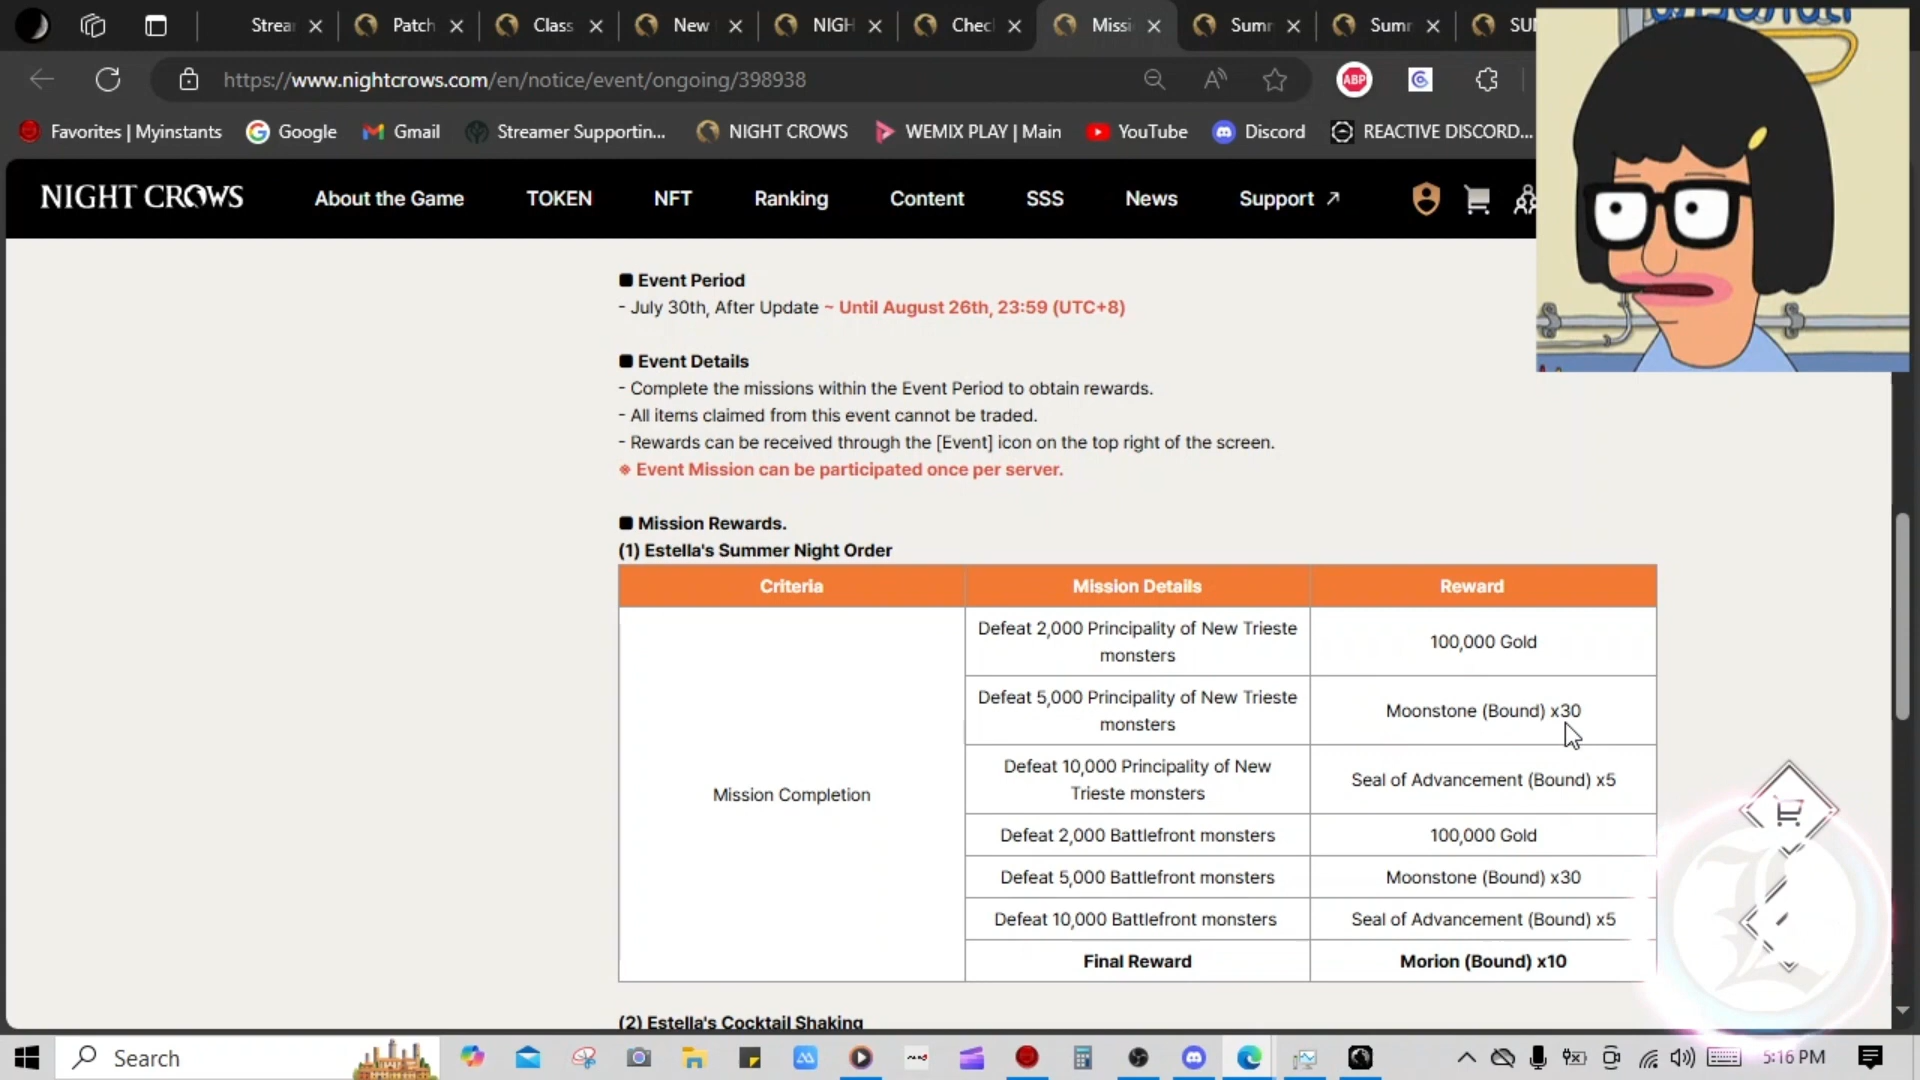 Strea
Patch
Class
New
NIGH
Chec
Missi
Sumr
Sumr
SU
https://www.nightcrows.com/en/notice/event/ongoing/398938
ABP
Favorites | Myinstants
Google
Gmail
Streamer Supportin...
NIGHT CROWS
WEMIX PLAY | Main
YouTube
Discord
REACTIVE DISCORD...
NIGHT CROWS
About the Game
TOKEN
NFT
Ranking
Content
SSS
News
Support ↗
■ Event Period
- July 30th, After Update ~ Until August 26th, 23:59 (UTC+8)
■ Event Details
- Complete the missions within the Event Period to obtain rewards.
- All items claimed from this event cannot be traded.
- Rewards can be received through the [Event] icon on the top right of the screen.
※ Event Mission can be participated once per server.
■ Mission Rewards.
(1) Estella's Summer Night Order
Criteria
Mission Details
Reward
Mission Completion
Defeat 2,000 Principality of New Trieste
monsters
100,000 Gold
Defeat 5,000 Principality of New Trieste
monsters
Moonstone (Bound) x30
Defeat 10,000 Principality of New
Trieste monsters
Seal of Advancement (Bound) x5
Defeat 2,000 Battlefront monsters
100,000 Gold
Defeat 5,000 Battlefront monsters
Moonstone (Bound) x30
Defeat 10,000 Battlefront monsters
Seal of Advancement (Bound) x5
Final Reward
Morion (Bound) x10
(2) Estella's Cocktail Shaking
Search
5:16 PM